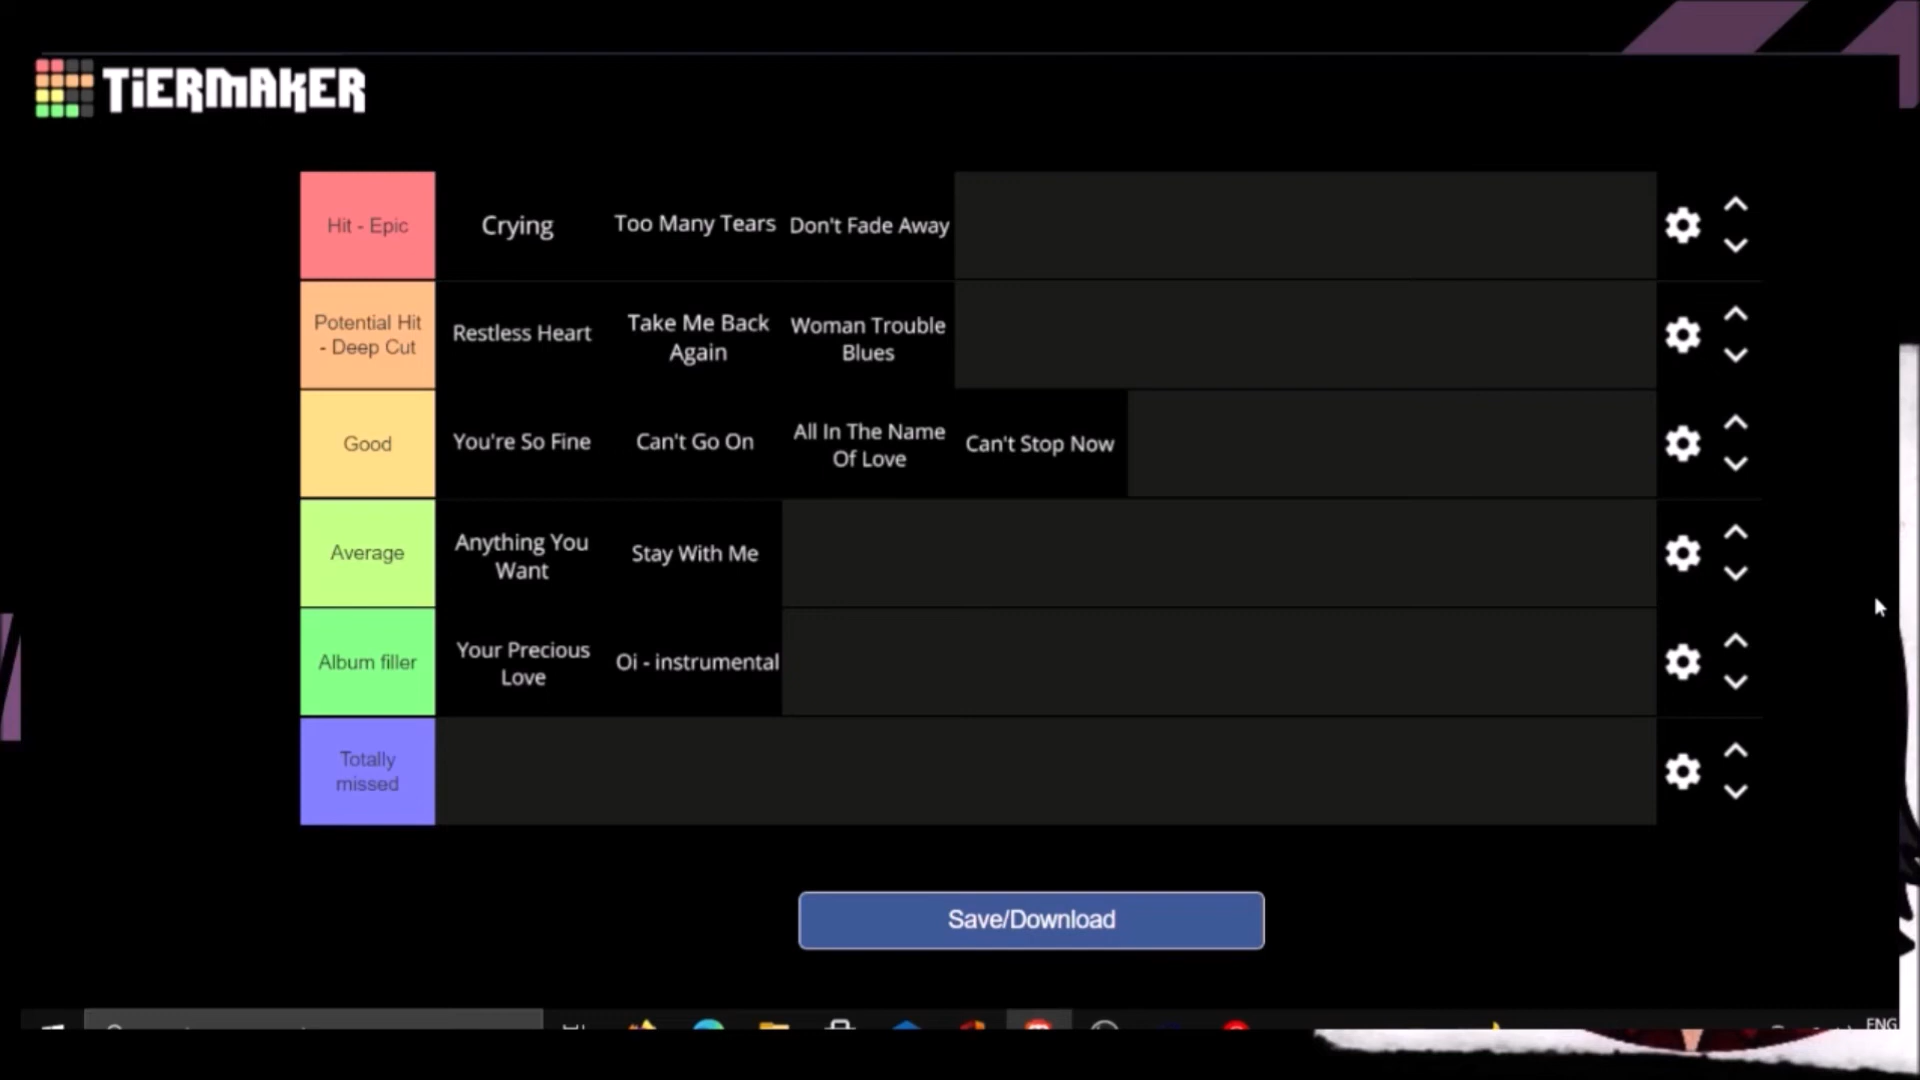 TiERMAKER
Hit - Epic
Crying
Too Many Tears
Don't Fade Away
Potential Hit
- Deep Cut
Restless Heart
Take Me Back
Again
Woman Trouble
Blues
Good
You're So Fine
Can't Go On
All In The Name
Of Love
Can't Stop Now
Average
Anything You
Want
Stay With Me
Album filler
Your Precious
Love
Oi - instrumental
Totally
missed
Save/Download
ENG